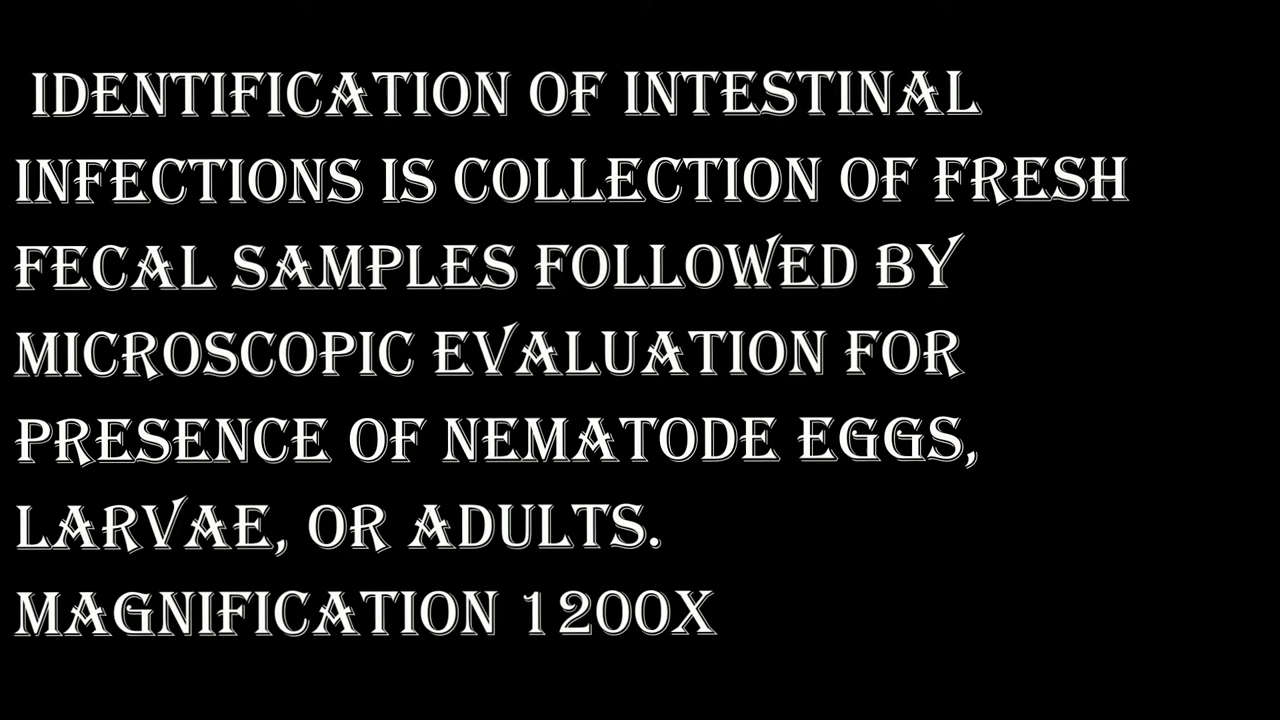 IDENTIFICATION OF INTESTINAL
INFECTIONS IS COLLECTION OF FRESH
FECAL SAMPLES FOLLOWED BY
MICROSCOPIC EVALUATION FOR
PRESENCE OF NEMATODE EGGS,
LARVAE, OR ADULTS.
MAGNIFICATION 1200X